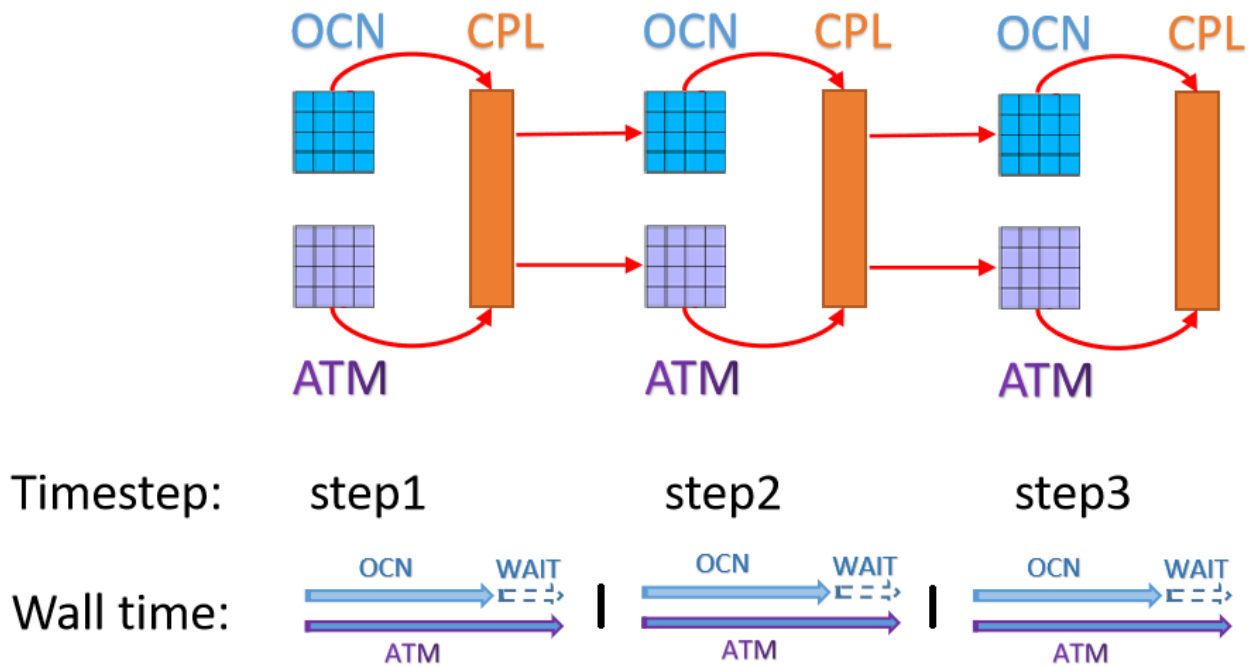 OCN CPL OCN CPL OCN CPL
ATM ATM ATM
Timestep: step1 step2 step3
OCN WAIT OCN WAIT OCN WAIT
Wall time:
ATM ATM ATM